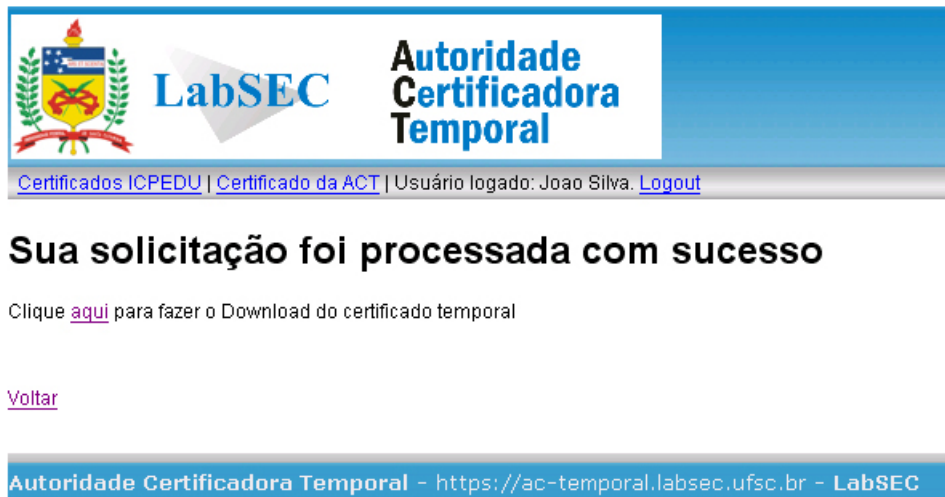 LabSEC
Autoridade
Certificadora
Temporal
Certificados ICPEDU | Certificado da ACT | Usuário logado: Joao Silva. Logout
Sua solicitação foi processada com sucesso
Clique aqui para fazer o Download do certificado temporal
Voltar
Autoridade Certificadora Temporal - https://ac-temporal.labsec.ufsc.br - LabSEC